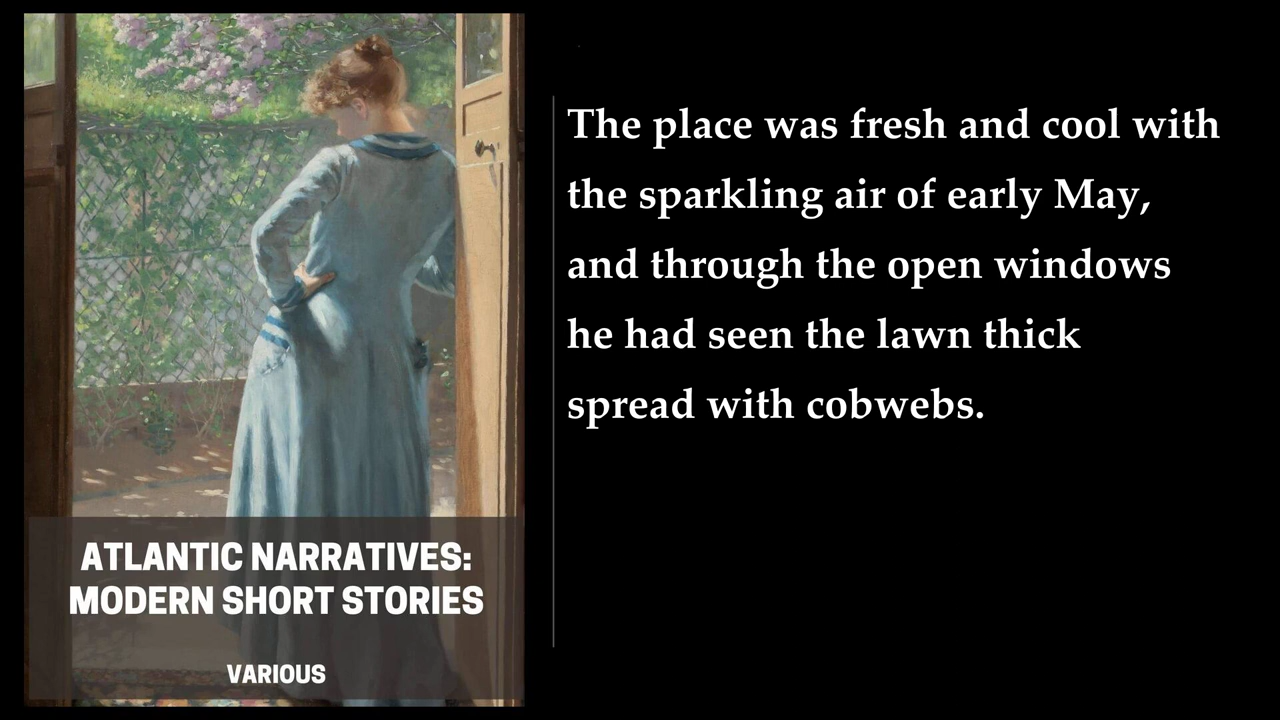 The place was fresh and cool with
the sparkling air of early May,
and through the open windows
he had seen the lawn thick
spread with cobwebs.
ATLANTIC NARRATIVES:
MODERN SHORT STORIES
VARIOUS